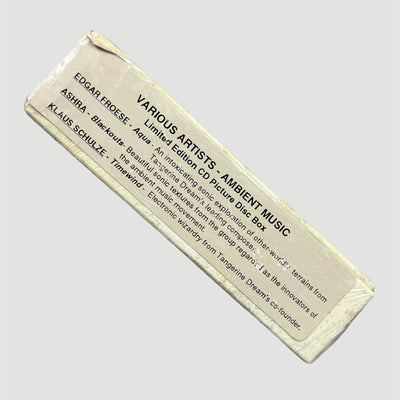 VARIOUS ARTISTS - AMBIENT MUSIC
Limited Edition CD Picture Disc Box
EDGAR FROESE - Aqua - An intoxicating sonic exploration of other-worldly terrains from
Tangerine Dream's leading composer.
ASHRA - Blackouts - Beautiful sonic textures from the group regarded as the innovators of
the ambient music movement.
KLAUS SCHULZE - Timewind - Electronic wizardry from Tangerine Dream's co-founder.